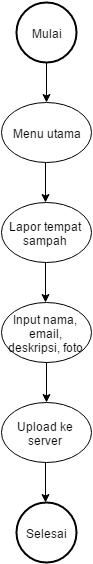 Mulai
Menu utama
Lapor tempat
sampah
Input nama,
email,
deskripsi, foto
Upload ke
server
Selesai